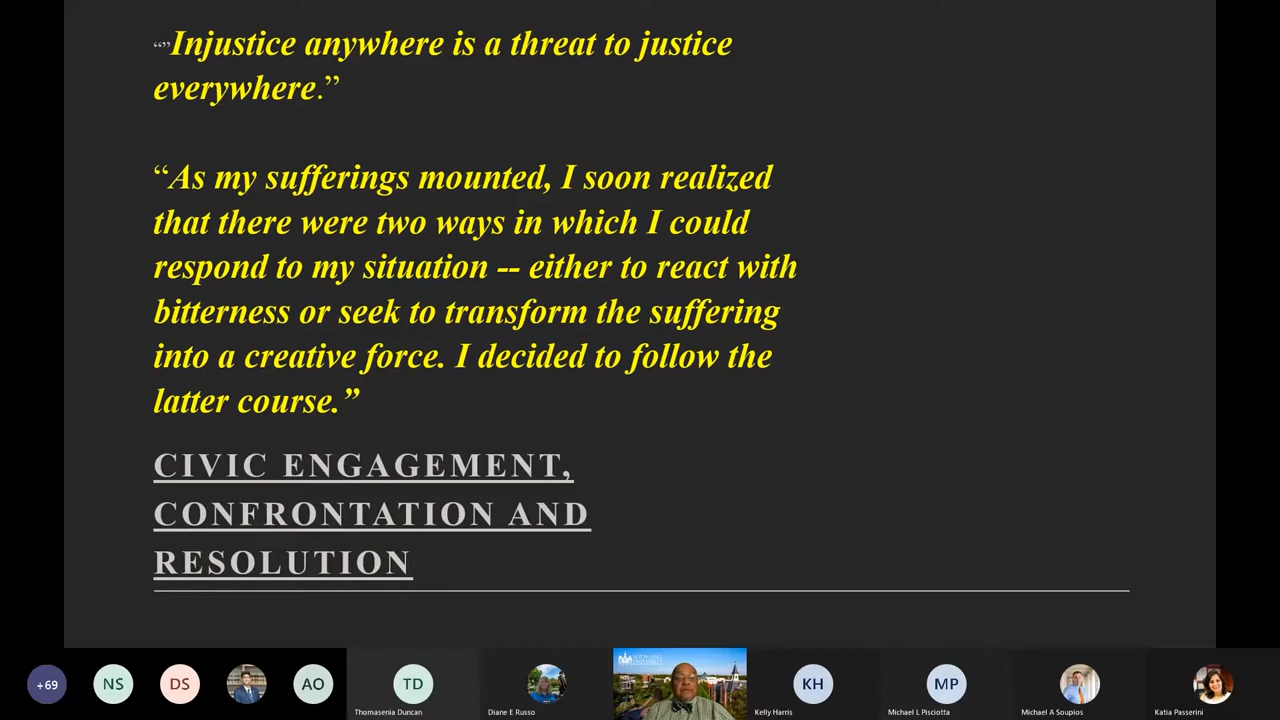 “”Injustice anywhere is a threat to justice
everywhere.”
“As my sufferings mounted, I soon realized
that there were two ways in which I could
respond to my situation -- either to react with
bitterness or seek to transform the suffering
into a creative force. I decided to follow the
latter course.”
CIVIC ENGAGEMENT,
CONFRONTATION AND
RESOLUTION
SETON HALL
UNIVERSITY
+69
NS
DS
AO
TD
KH
MP
Thomasenia Duncan
Diane E Russo
Kelly Harris
Michael L Pisciotta
Michael A Soupios
Katia Passerini